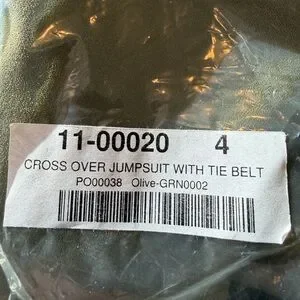 11-00020 4
CROSS OVER JUMPSUIT WITH TIE BELT
PO00038 Olive-GRN0002